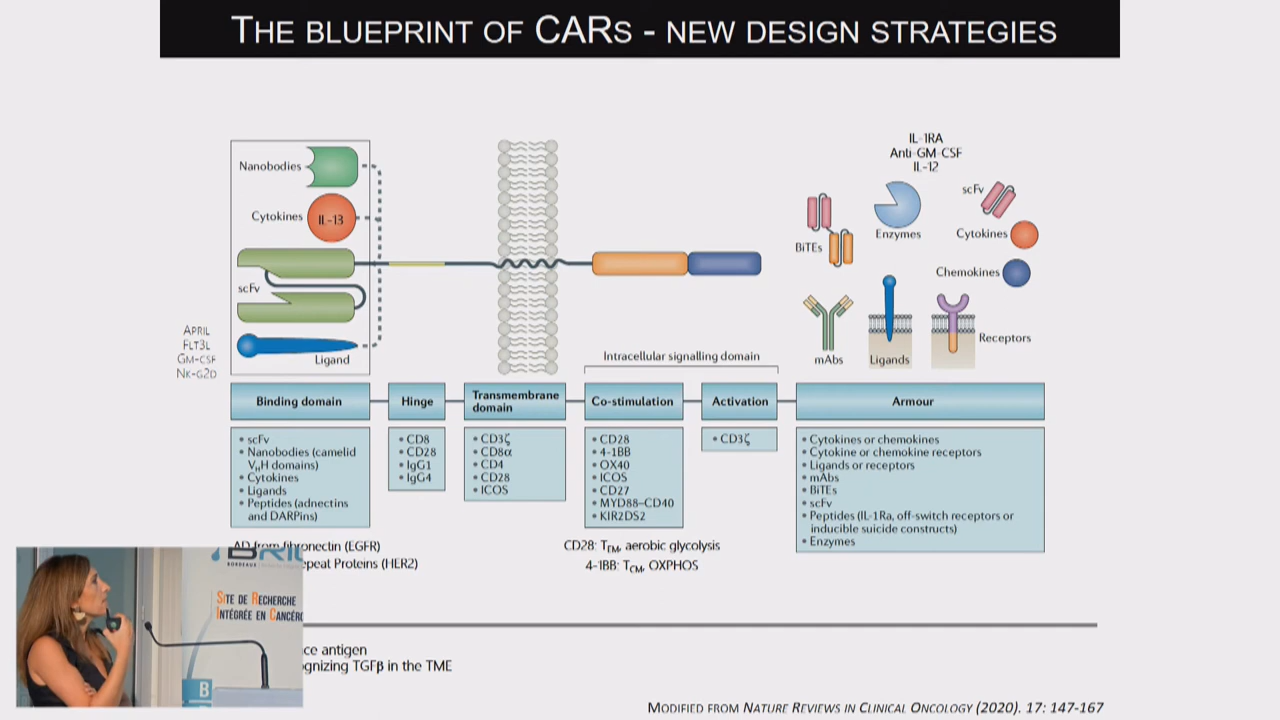 THE BLUEPRINT OF CARS - NEW DESIGN STRATEGIES
Nanobodies
Cytokines
IL-13
scFv
APRIL
FLT3L
GM-CSF
NK-G2D
Ligand
IL-1RA
Anti-GM-CSF
IL-12
BiTEs
Enzymes
scFv
Cytokines
Chemokines
mAbs
Ligands
Receptors
Intracellular signalling domain
Binding domain
Hinge
Transmembrane domain
Co-stimulation
Activation
Armour
• scFv
• Nanobodies (camelid
VHH domains)
• Cytokines
• Ligands
• Peptides (adnectins
and DARPins)
• CD8
• CD28
• IgG1
• IgG4
• CD3ζ
• CD8α
• CD4
• CD28
• ICOS
• CD28
• 4-1BB
• OX40
• ICOS
• CD27
• MYD88–CD40
• KIR2DS2
• CD3ζ
• Cytokines or chemokines
• Cytokine or chemokine receptors
• Ligands or receptors
• mAbs
• BiTEs
• scFv
• Peptides (IL-1Ra, off-switch receptors or
inducible suicide constructs)
• Enzymes
from fibronectin (EGFR)
Proteins (HER2)
CD28: TEM, aerobic glycolysis
4-1BB: TCM, OXPHOS
antigen
TGFβ in the TME
BORDEAUX
SITE DE RECHERCHE
INTÉGRÉE EN
B
MODIFIED FROM NATURE REVIEWS IN CLINICAL ONCOLOGY (2020). 17: 147-167